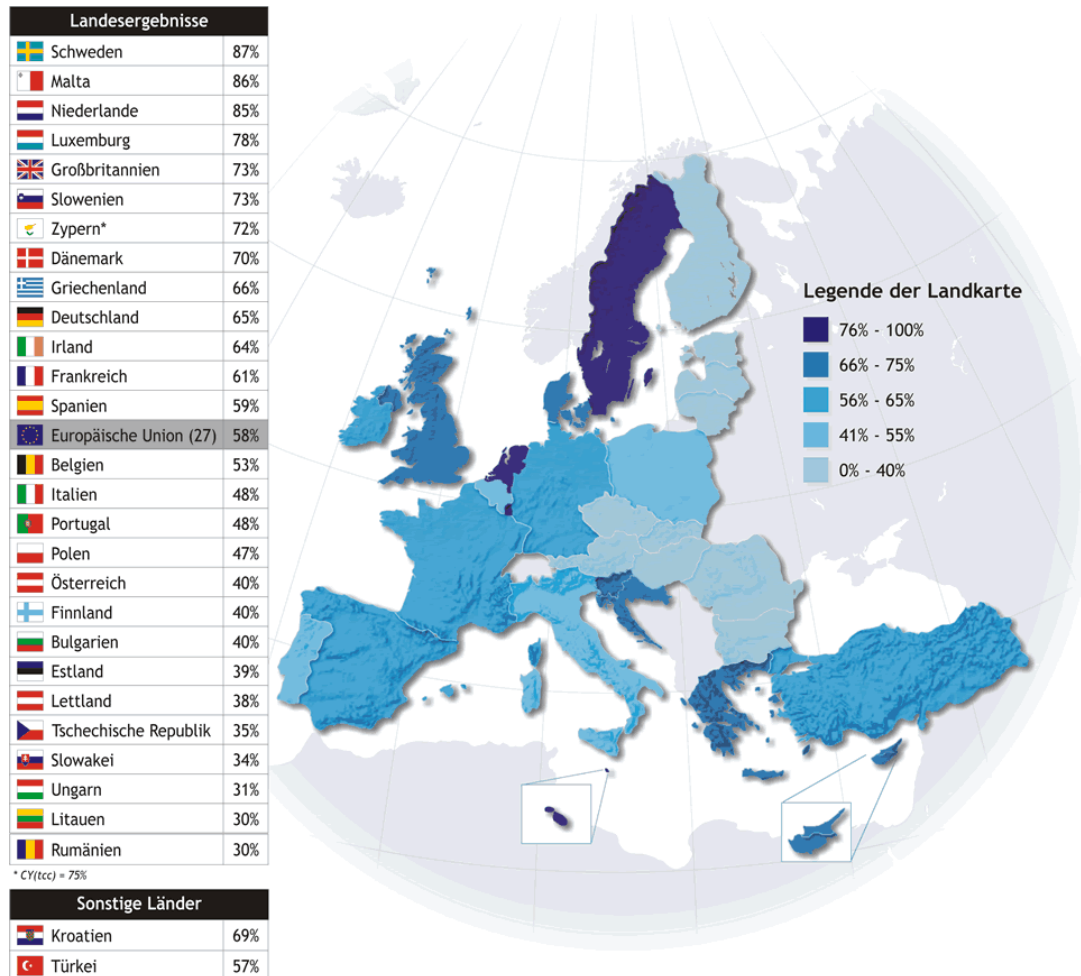 Landesergebnisse
Schweden 87%
Malta 86%
Niederlande 85%
Luxemburg 78%
Großbritannien 73%
Slowenien 73%
Zypern* 72%
Dänemark 70%
Griechenland 66%
Deutschland 65%
Irland 64%
Frankreich 61%
Spanien 59%
Europäische Union (27) 58%
Belgien 53%
Italien 48%
Portugal 48%
Polen 47%
Österreich 40%
Finnland 40%
Bulgarien 40%
Estland 39%
Lettland 38%
Tschechische Republik 35%
Slowakei 34%
Ungarn 31%
Litauen 30%
Rumänien 30%
* CY(tcc) = 75%
Sonstige Länder
Kroatien 69%
Türkei 57%
Legende der Landkarte
76% - 100%
66% - 75%
56% - 65%
41% - 55%
0% - 40%